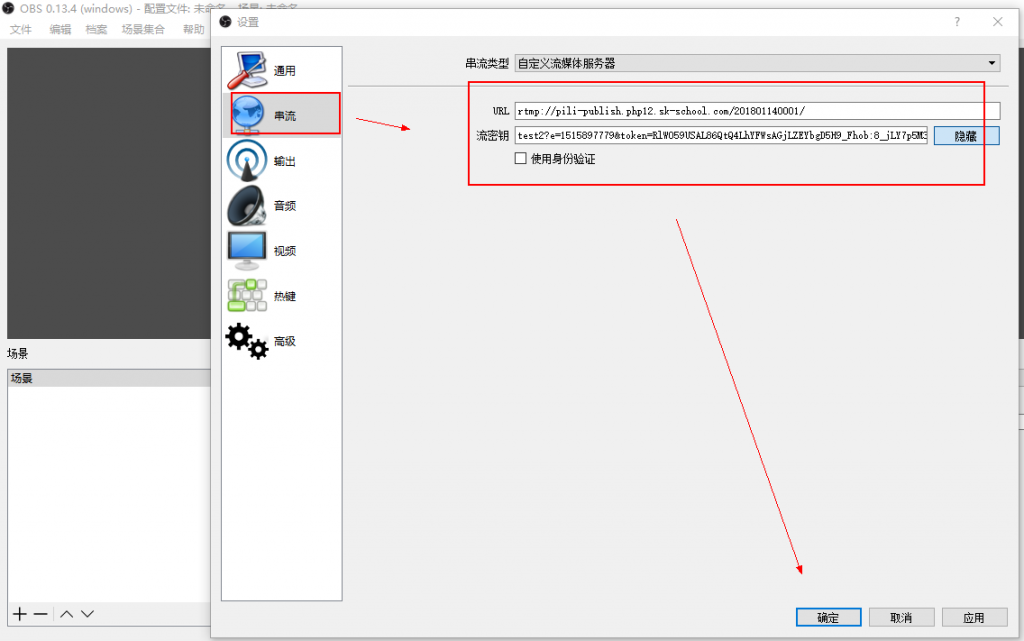 OBS 0.13.4 (windows) - 配置文件: 未命名 - 场景: 未命名
文件 编辑 档案 场景集合 帮助
设置
?
通用
串流
输出
音频
视频
热键
高级
串流类型 自定义流媒体服务器
URL rtmp://pili-publish.php12.sk-school.com/201801140001/
流密钥 test2?e=1515897779&token=RlW059USAL86QtQ4LhYFWsAGjLZEYbgD5H9_Fhob:8_jLY7p5M3 隐藏
使用身份验证
场景
场景
确定 取消 应用